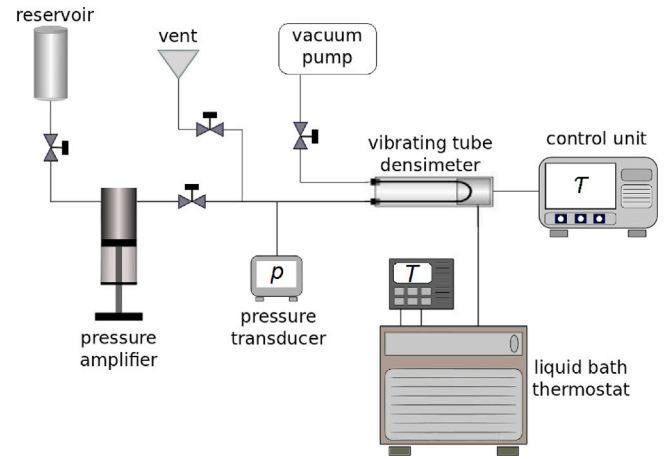 reservoir
vent
vacuum
pump
vibrating tube
densimeter
control unit
τ
p
T
pressure
transducer
pressure
amplifier
liquid bath
thermostat